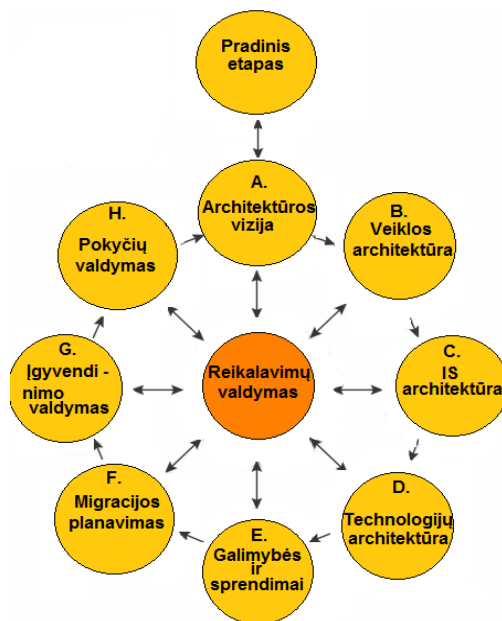 Pradinis
etapas
A.
Architektūros
vizija
B.
Veiklos
architektūra
C.
IS
architektūra
D.
Technologijų
architektūra
E.
Galimybės
ir
sprendimai
F.
Migracijos
planavimas
G.
Įgyvendi -
nimo
valdymas
H.
Pokyčių
valdymas
Reikalavimų
valdymas